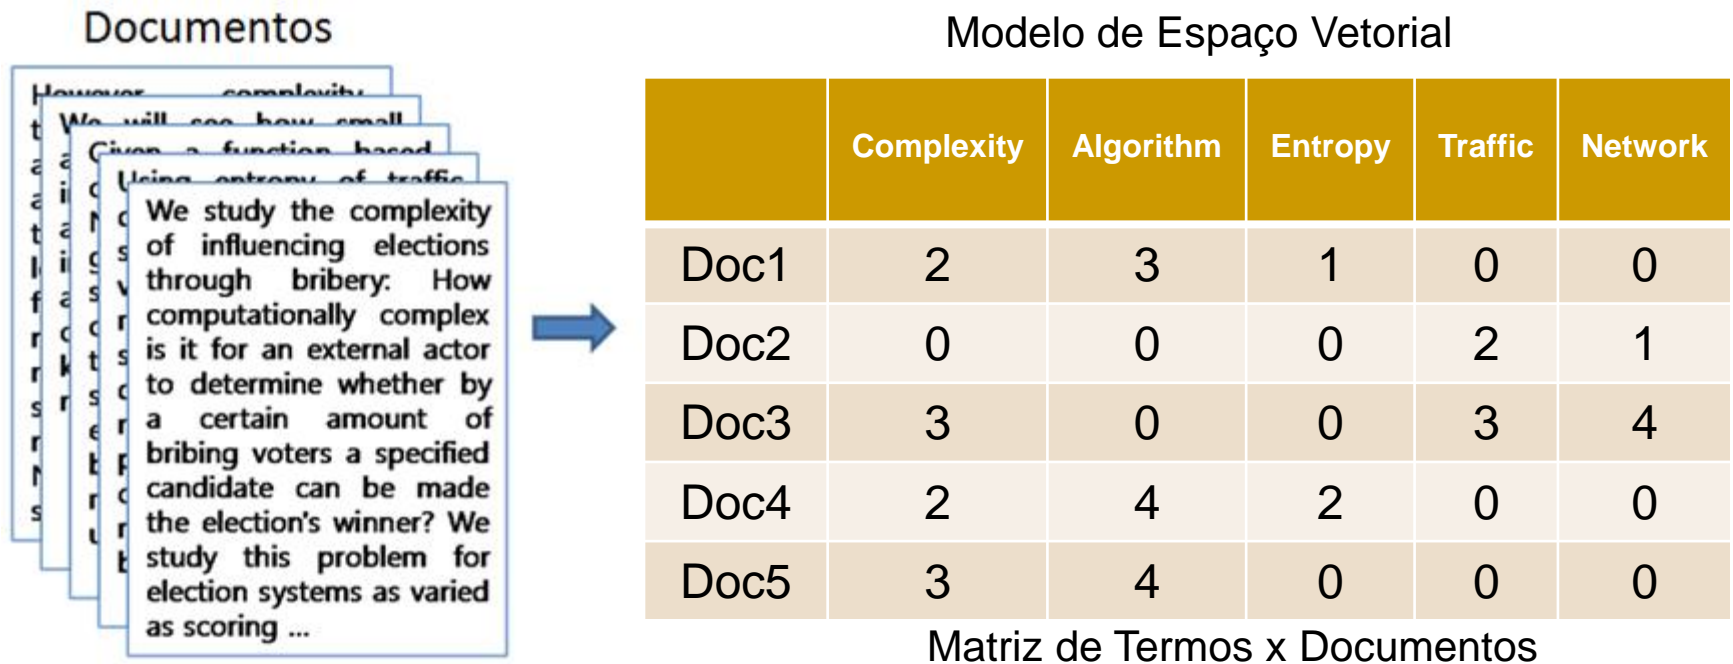 Documentos
However complexity
We will see how small
Given a function based
Using entropy of traffic
We study the complexity
of influencing elections
through bribery: How
computationally complex
is it for an external actor
to determine whether by
a certain amount of
bribing voters a specified
candidate can be made
the election's winner? We
study this problem for
election systems as varied
as scoring ...
Modelo de Espaço Vetorial
Complexity Algorithm Entropy Traffic Network
Doc1 2 3 1 0 0
Doc2 0 0 0 2 1
Doc3 3 0 0 3 4
Doc4 2 4 2 0 0
Doc5 3 4 0 0 0
Matriz de Termos x Documentos